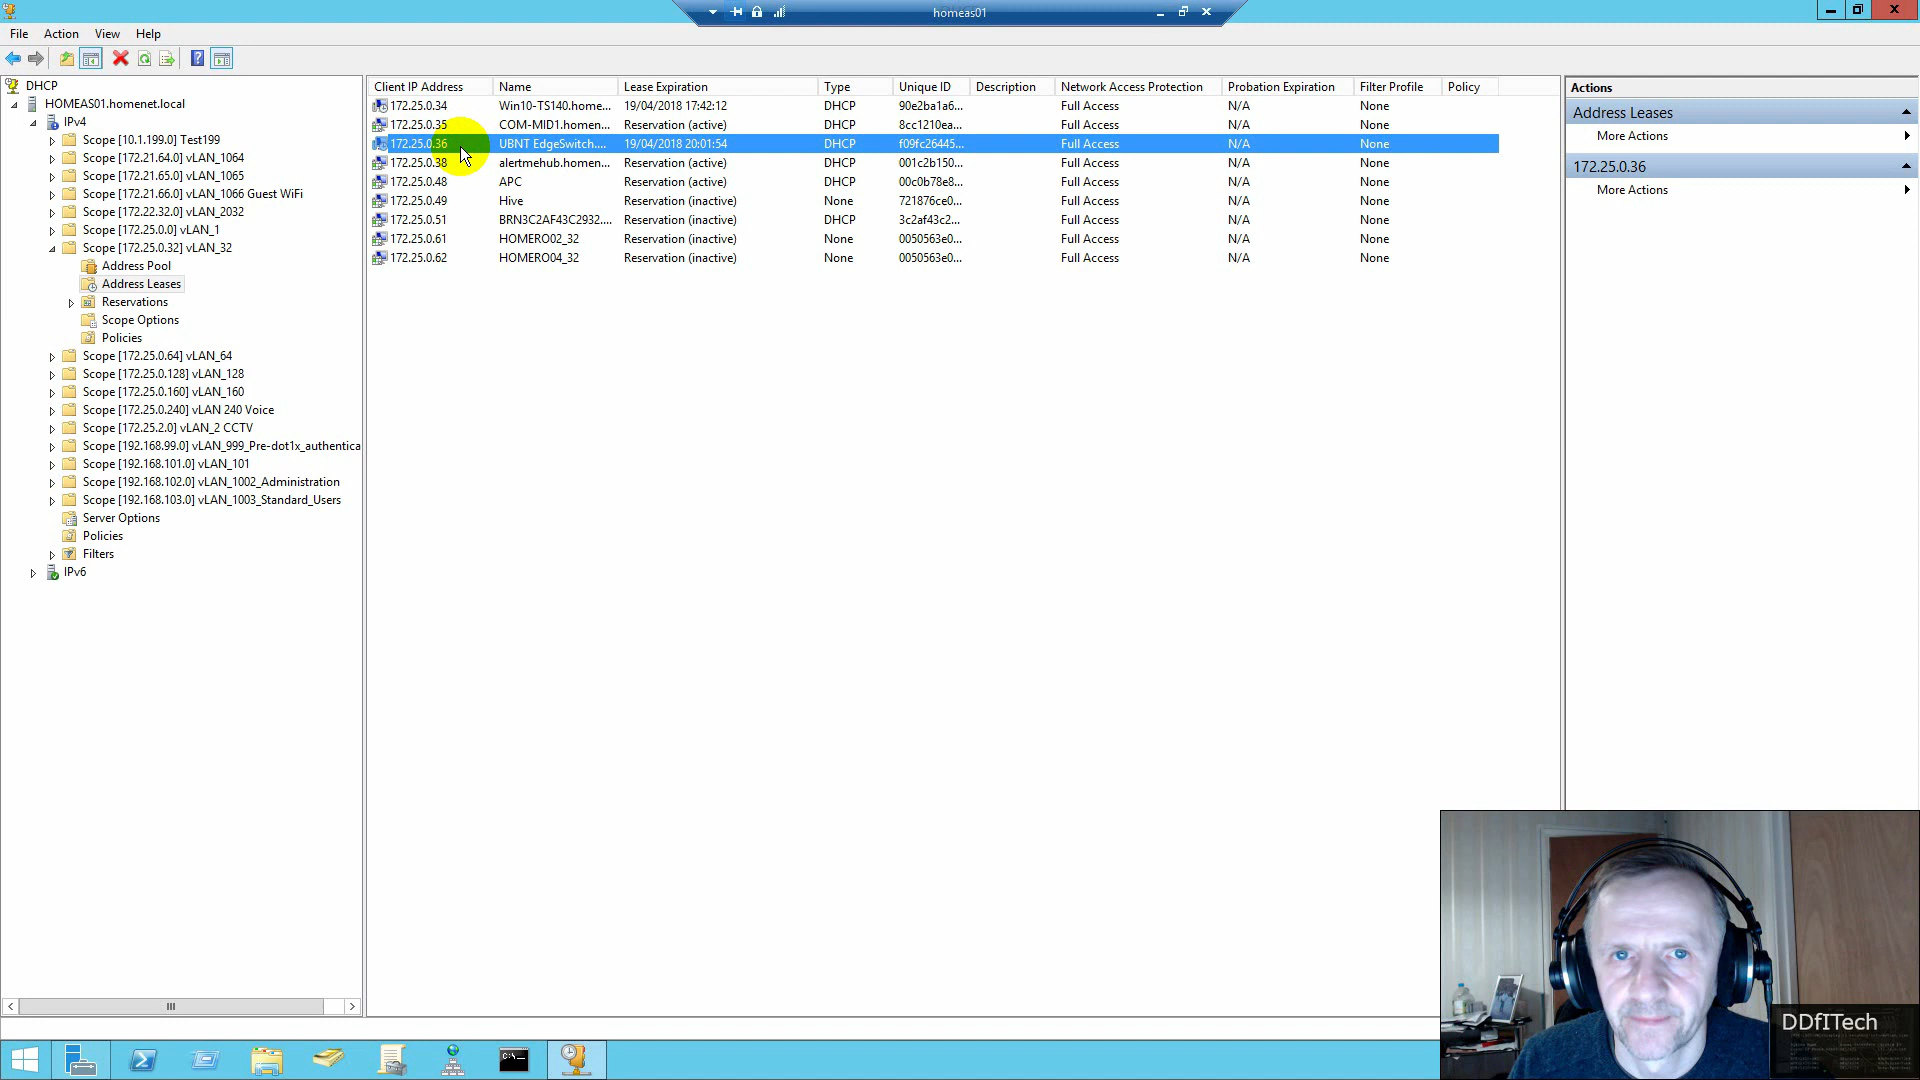 homeas01
File Action View Help
DHCP
HOMEAS01.homenet.local
IPv4
Scope [10.1.199.0] Test199
Scope [172.21.64.0] vLAN_1064
Scope [172.21.65.0] vLAN_1065
Scope [172.21.66.0] vLAN_1066 Guest WiFi
Scope [172.22.32.0] vLAN_2032
Scope [172.25.0.0] vLAN_1
Scope [172.25.0.32] vLAN_32
Address Pool
Address Leases
Reservations
Scope Options
Policies
Scope [172.25.0.64] vLAN_64
Scope [172.25.0.128] vLAN_128
Scope [172.25.0.160] vLAN_160
Scope [172.25.0.240] vLAN 240 Voice
Scope [172.25.2.0] vLAN_2 CCTV
Scope [192.168.99.0] vLAN_999_Pre-dot1x_authentica
Scope [192.168.101.0] vLAN_101
Scope [192.168.102.0] vLAN_1002_Administration
Scope [192.168.103.0] vLAN_1003_Standard_Users
Server Options
Policies
Filters
IPv6
Client IP Address Name Lease Expiration Type Unique ID Description Network Access Protection Probation Expiration Filter Profile Policy
172.25.0.34 Win10-TS140.home... 19/04/2018 17:42:12 DHCP 90e2ba1a6... Full Access N/A None
172.25.0.35 COM-MID1.homen... Reservation (active) DHCP 8cc1210ea... Full Access N/A None
172.25.0.36 UBNT EdgeSwitch.... 19/04/2018 20:01:54 DHCP f09fc26445... Full Access N/A None
172.25.0.38 alertmehub.homen... Reservation (active) DHCP 001c2b150... Full Access N/A None
172.25.0.48 APC Reservation (active) DHCP 00c0b78e8... Full Access N/A None
172.25.0.49 Hive Reservation (inactive) None 721876ce0... Full Access N/A None
172.25.0.51 BRN3C2AF43C2932.... Reservation (inactive) DHCP 3c2af43c2... Full Access N/A None
172.25.0.61 HOMERO02_32 Reservation (inactive) None 0050563e0... Full Access N/A None
172.25.0.62 HOMERO04_32 Reservation (inactive) None 0050563e0... Full Access N/A None
Actions
Address Leases
More Actions
172.25.0.36
More Actions
DDfITech